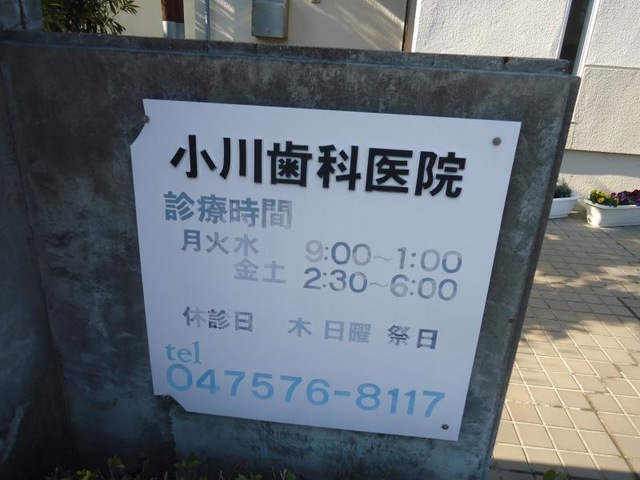 小川歯科医院
診療時間
月火水 9:00～1:00
金土 2:30～6:00
休診日 木 日曜 祭日
tel
047576-8117